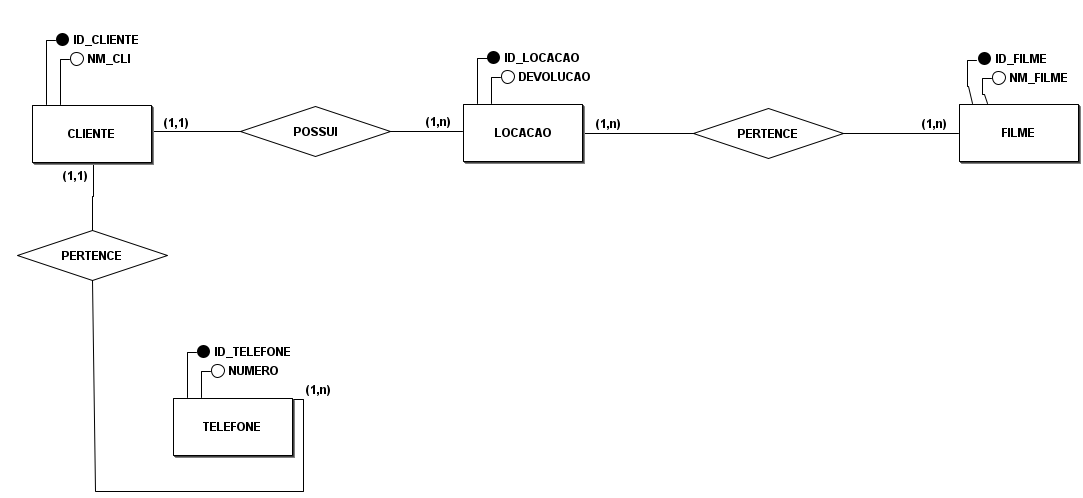 ID_CLIENTE
NM_CLI
CLIENTE
(1,1)
POSSUI
(1,n)
ID_LOCACAO
DEVOLUCAO
LOCACAO
(1,n)
PERTENCE
(1,n)
ID_FILME
NM_FILME
FILME
(1,1)
PERTENCE
ID_TELEFONE
NUMERO
(1,n)
TELEFONE